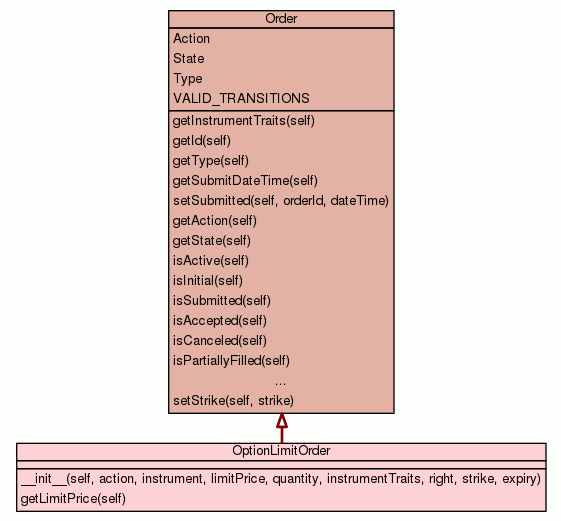 Order
Action
State
Type
VALID_TRANSITIONS
getInstrumentTraits(self)
getId(self)
getType(self)
getSubmitDateTime(self)
setSubmitted(self, orderId, dateTime)
getAction(self)
getState(self)
isActive(self)
isInitial(self)
isSubmitted(self)
isAccepted(self)
isCanceled(self)
isPartiallyFilled(self)
...
setStrike(self, strike)
OptionLimitOrder
__init__(self, action, instrument, limitPrice, quantity, instrumentTraits, right, strike, expiry)
getLimitPrice(self)